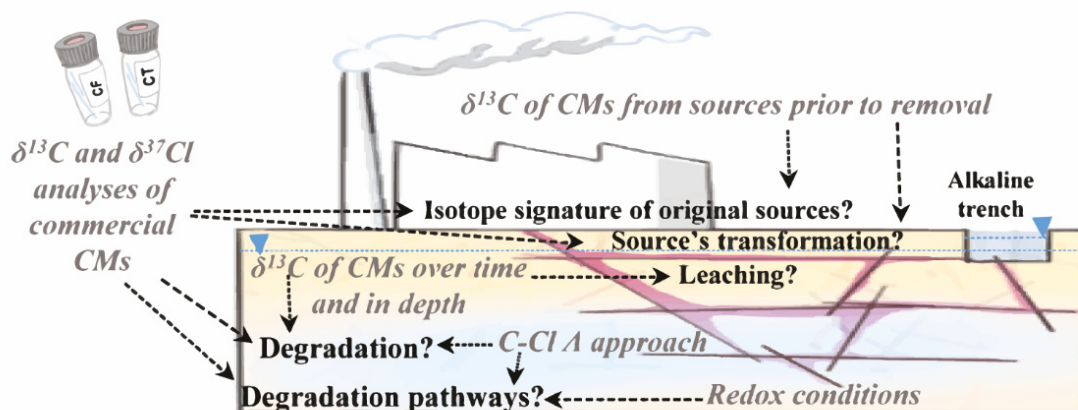 CF
CT
δ¹³C of CMs from sources prior to removal
δ¹³C and δ³⁷Cl
analyses of
commercial
CMs
Alkaline
trench
Isotope signature of original sources?
Source's transformation?
δ¹³C of CMs over time
and in depth
Leaching?
Degradation?
C-Cl Λ approach
Degradation pathways?
Redox conditions